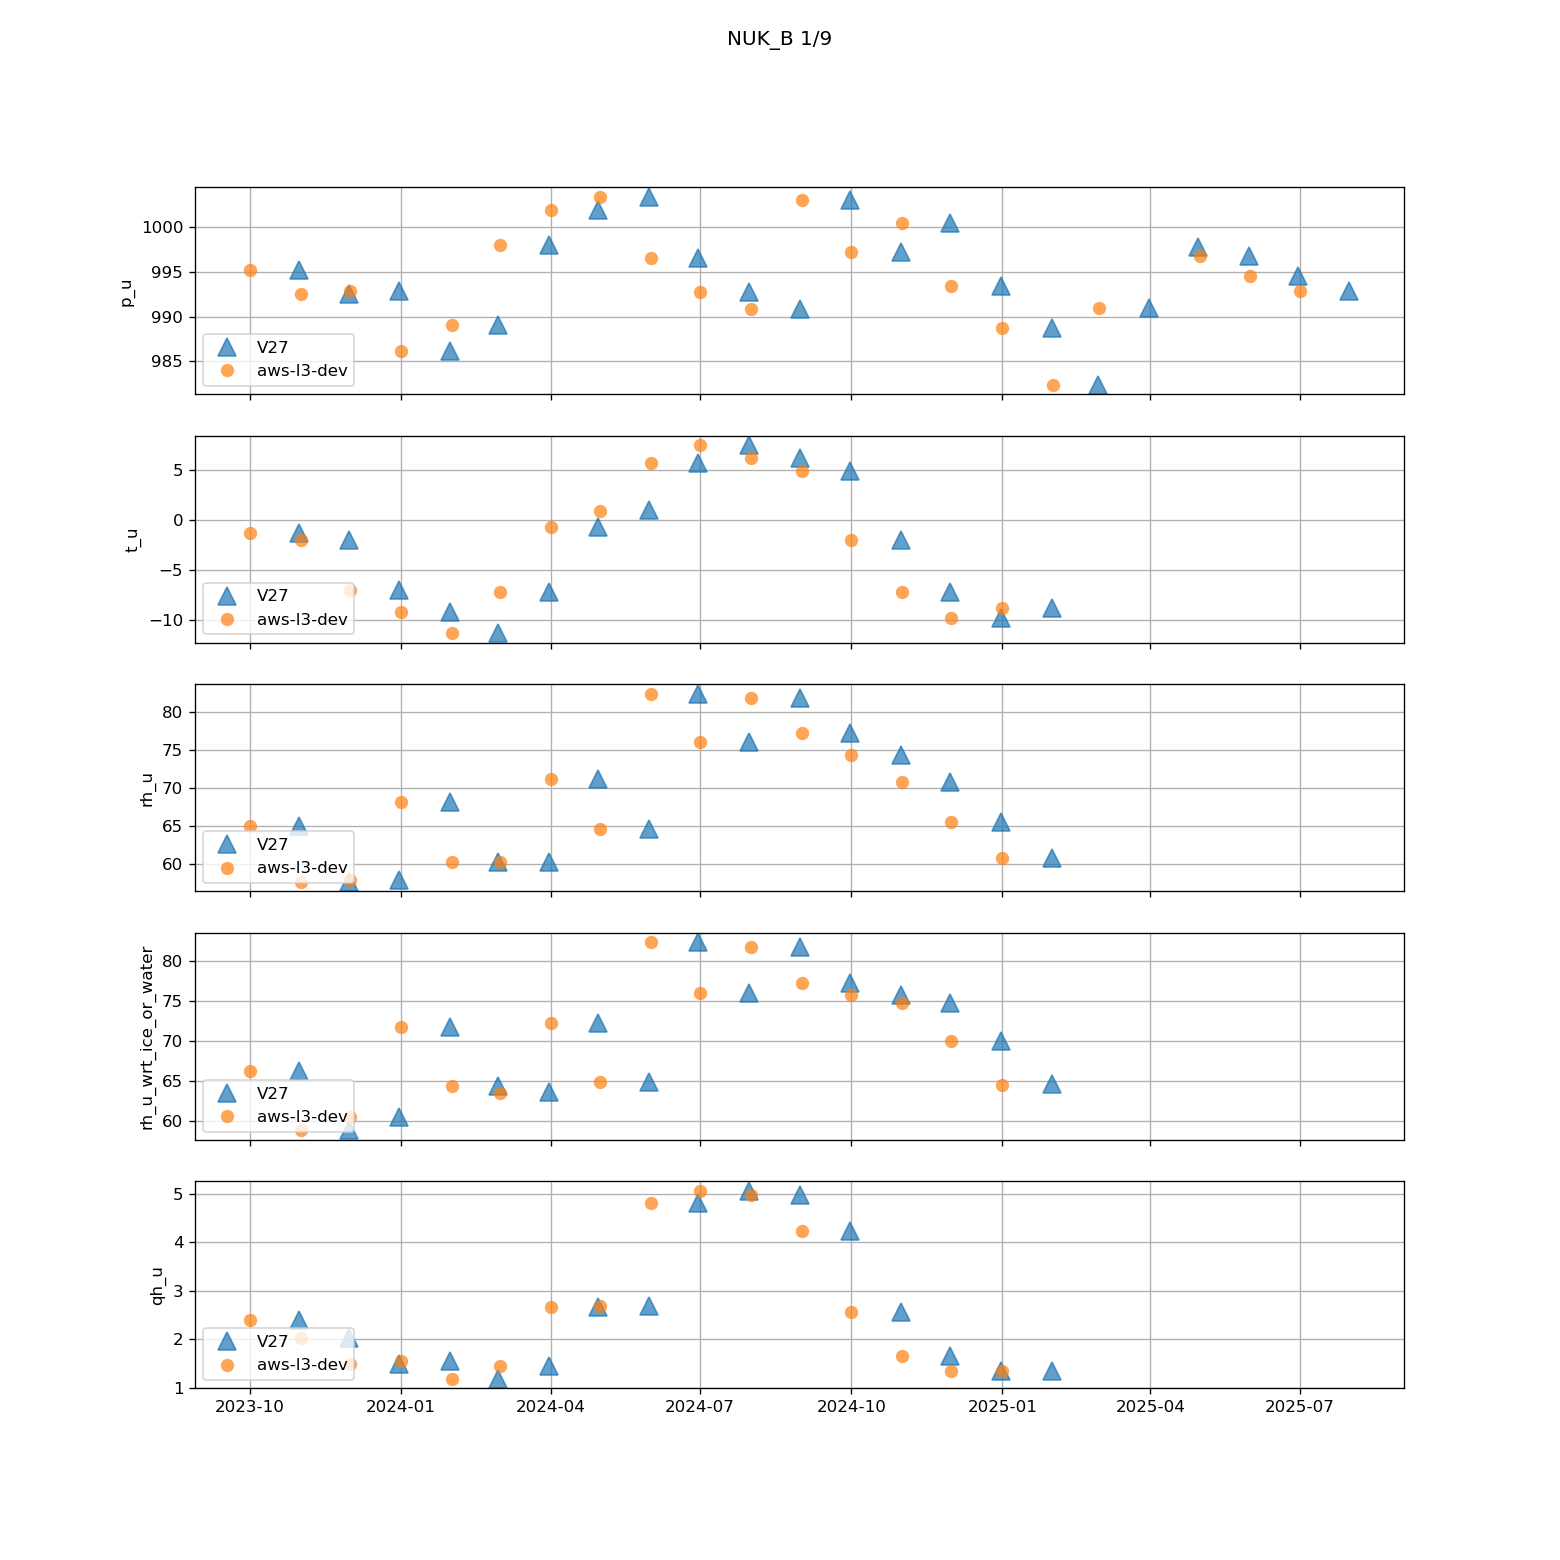 NUK_B 1/9
1000
995
990
985
p_u
V27
aws-l3-dev
5
0
−5
−10
t_u
V27
aws-l3-dev
80
75
70
65
60
rh_u
V27
aws-l3-dev
80
75
70
65
60
rh_u_wrt_ice_or_water
V27
aws-l3-dev
5
4
3
2
1
qh_u
V27
aws-l3-dev
2023-10 2024-01 2024-04 2024-07 2024-10 2025-01 2025-04 2025-07